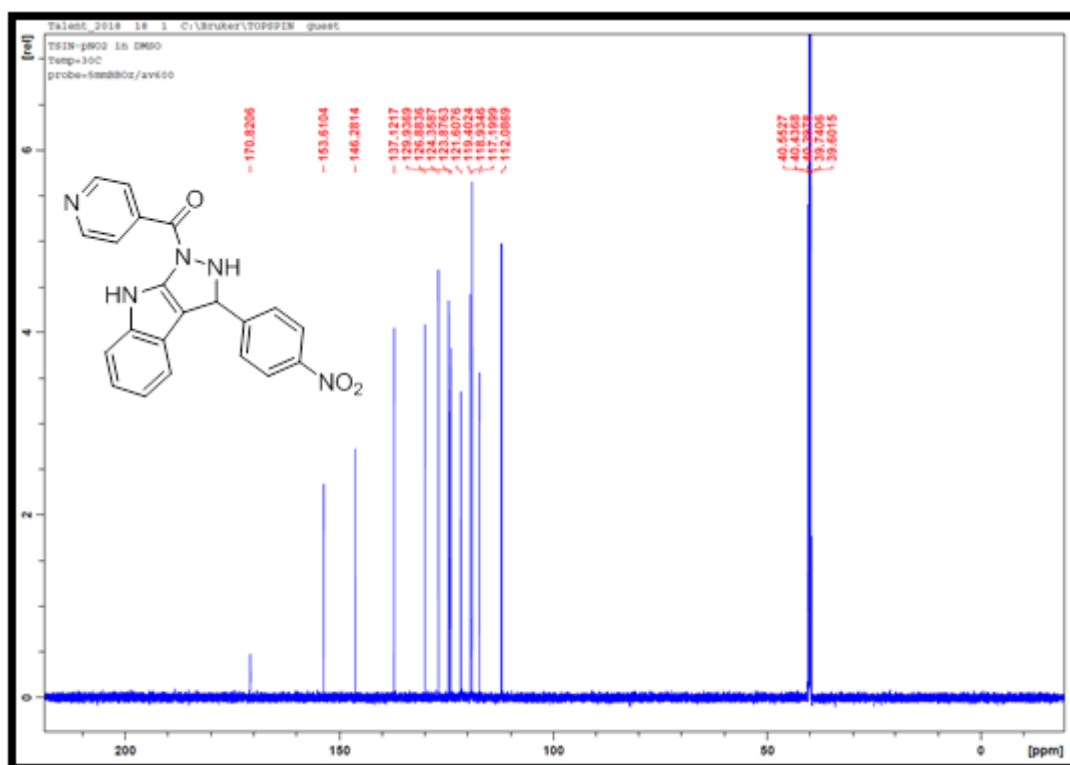 Talent_2018 18 1 C:\Bruker\TOPSPIN guest
TSIN-pNO2 in DMSO
Temp=30C
probe=5mmBBOz/av600
[rel]
170.8206
153.6104
146.2814
137.1217
129.9369
126.8836
124.3587
123.8763
121.6076
119.4024
118.9346
117.1999
112.0869
40.5527
40.4368
39.7406
39.6015
6
4
2
0
N
O
N
NH
HN
NO2
200
150
100
50
0
[ppm]